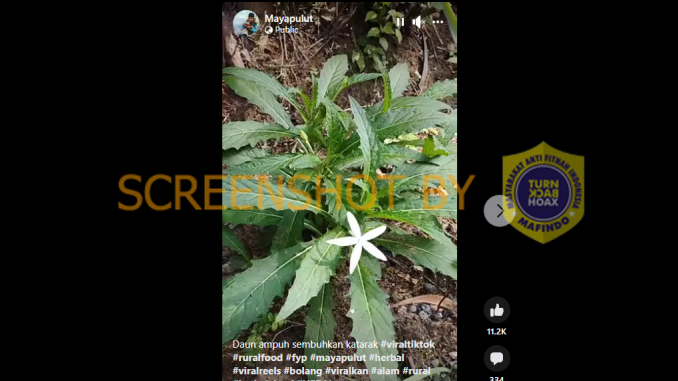 Mayapulut
Public
SCREENSHOT BY
MASYARAKAT ANTI FITNAH INDONESIA
TURN
BACK
HOAX
MAFINDO
11.2K
334
Daun ampuh sembuhkan katarak #viraltiktok
#ruralfood #fyp #mayapulut #herbal
#viralreels #bolang #viralkan #alam #rural